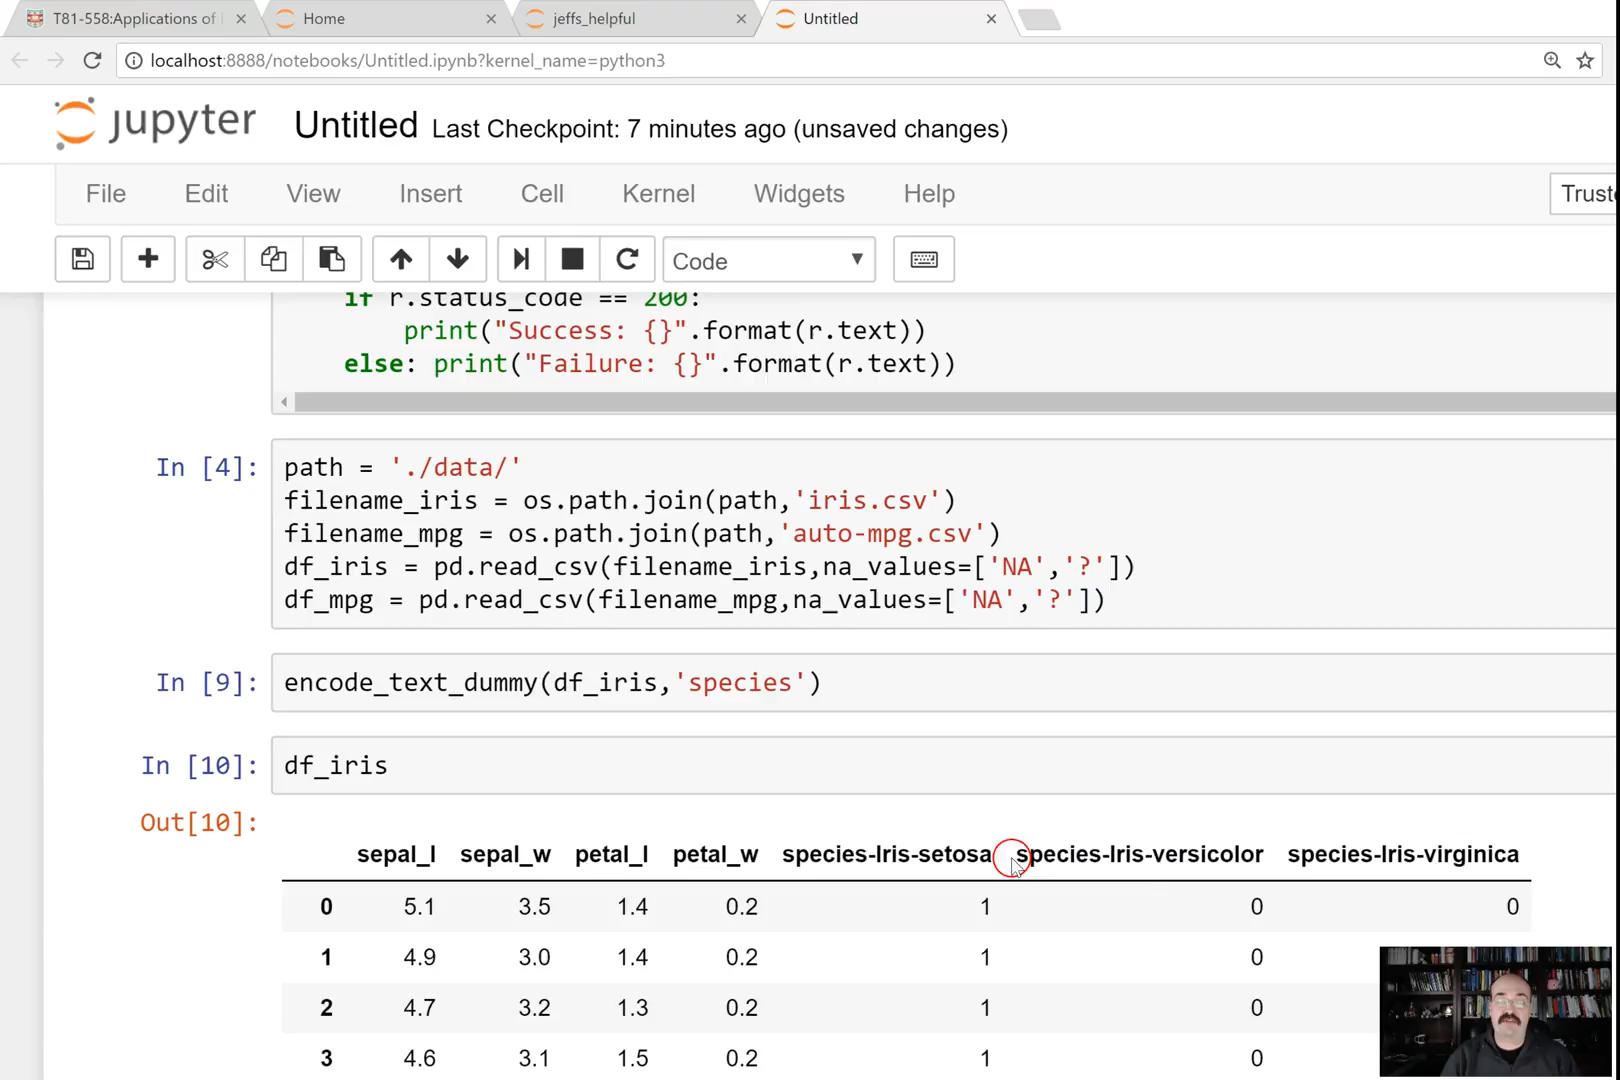 T81-558:Applications of
Home
jeffs_helpful
Untitled
localhost:8888/notebooks/Untitled.ipynb?kernel_name=python3
jupyter Untitled Last Checkpoint: 7 minutes ago (unsaved changes)
File Edit View Insert Cell Kernel Widgets Help Truste
Code
if r.status_code == 200:
print("Success: {}".format(r.text))
else: print("Failure: {}".format(r.text))
In [4]: path = './data/'
filename_iris = os.path.join(path,'iris.csv')
filename_mpg = os.path.join(path,'auto-mpg.csv')
df_iris = pd.read_csv(filename_iris,na_values=['NA','?'])
df_mpg = pd.read_csv(filename_mpg,na_values=['NA','?'])
In [9]: encode_text_dummy(df_iris,'species')
In [10]: df_iris
Out[10]:
sepal_l sepal_w petal_l petal_w species-Iris-setosa species-Iris-versicolor species-Iris-virginica
0 5.1 3.5 1.4 0.2 1 0 0
1 4.9 3.0 1.4 0.2 1 0
2 4.7 3.2 1.3 0.2 1 0
3 4.6 3.1 1.5 0.2 1 0